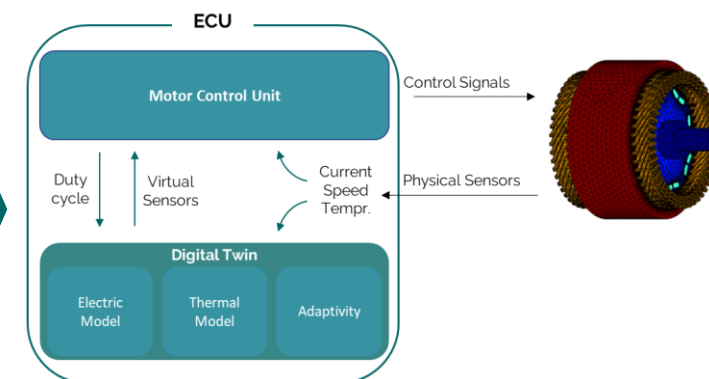 ECU
Motor Control Unit
Control Signals
Duty
cycle
Virtual
Sensors
Current
Speed
Tempr.
Physical Sensors
Digital Twin
Electric
Model
Thermal
Model
Adaptivity